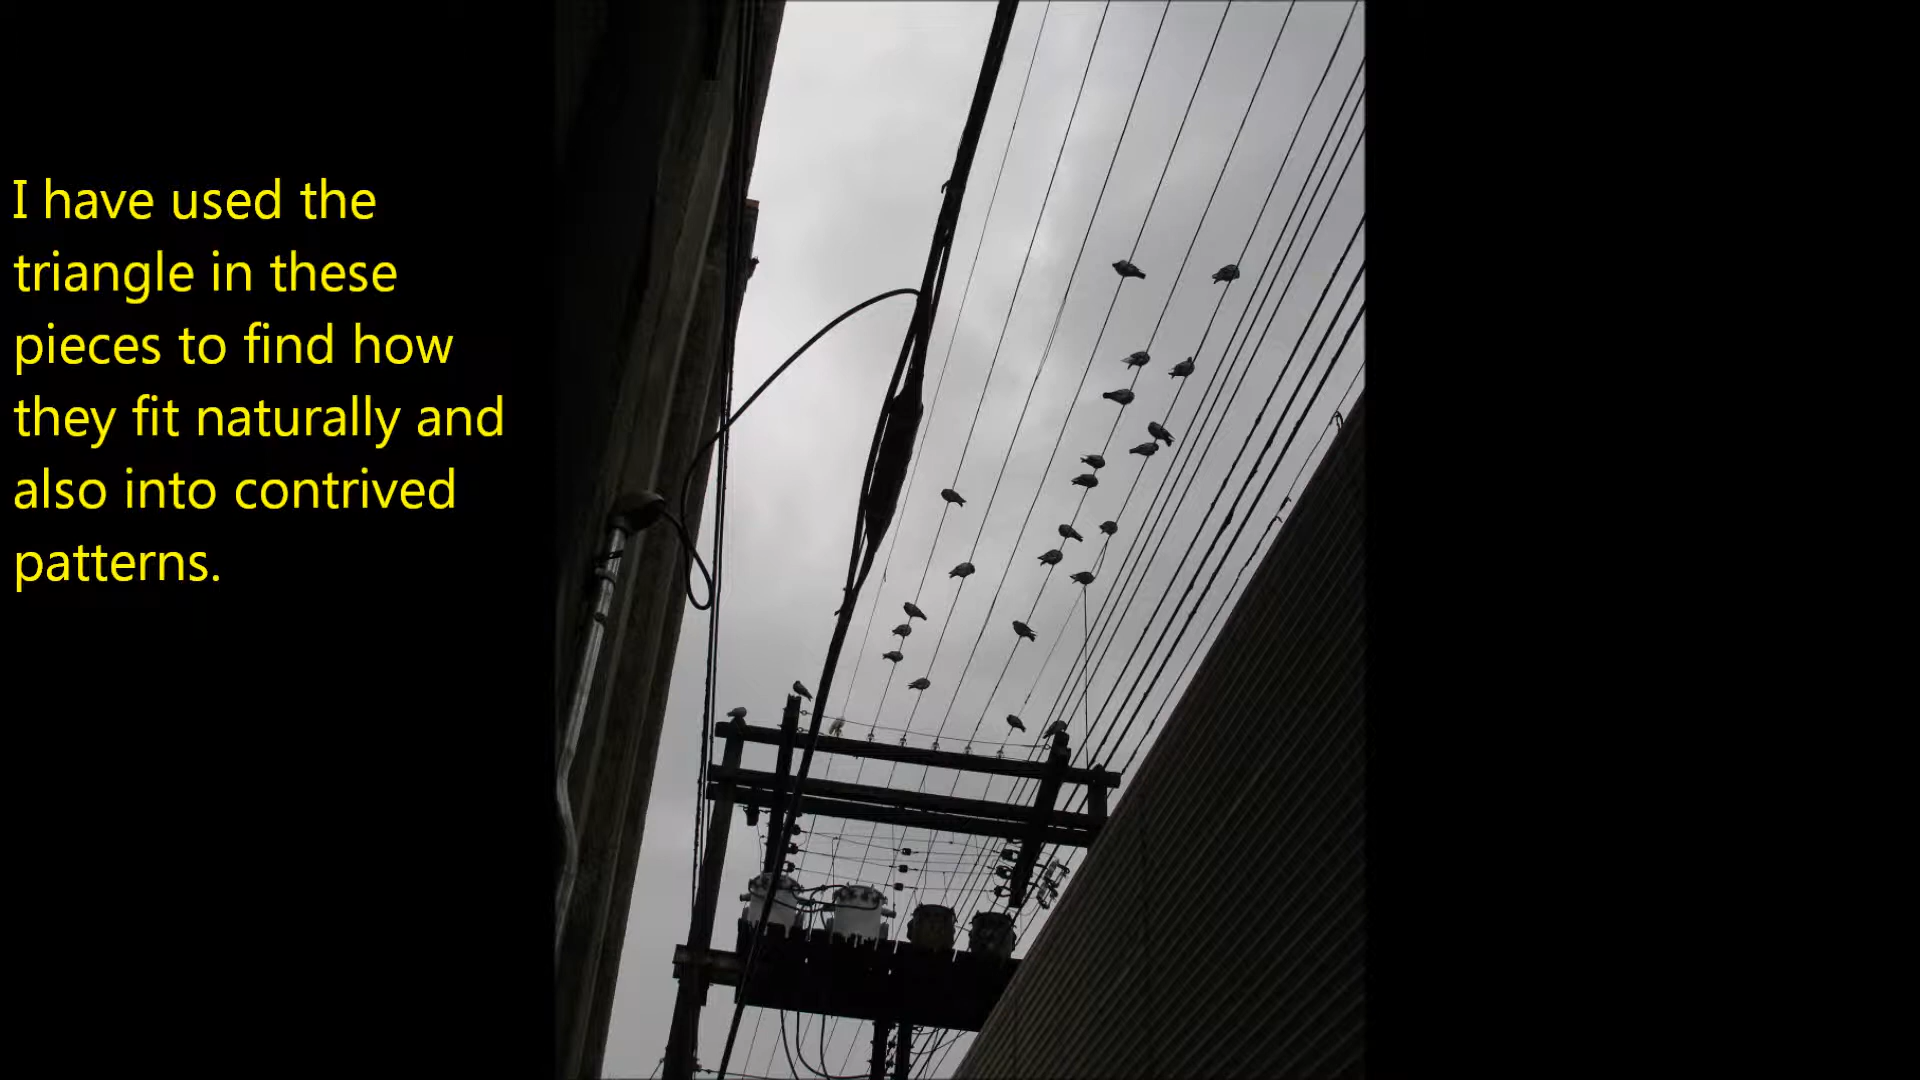 I have used the
triangle in these
pieces to find how
they fit naturally and
also into contrived
patterns.